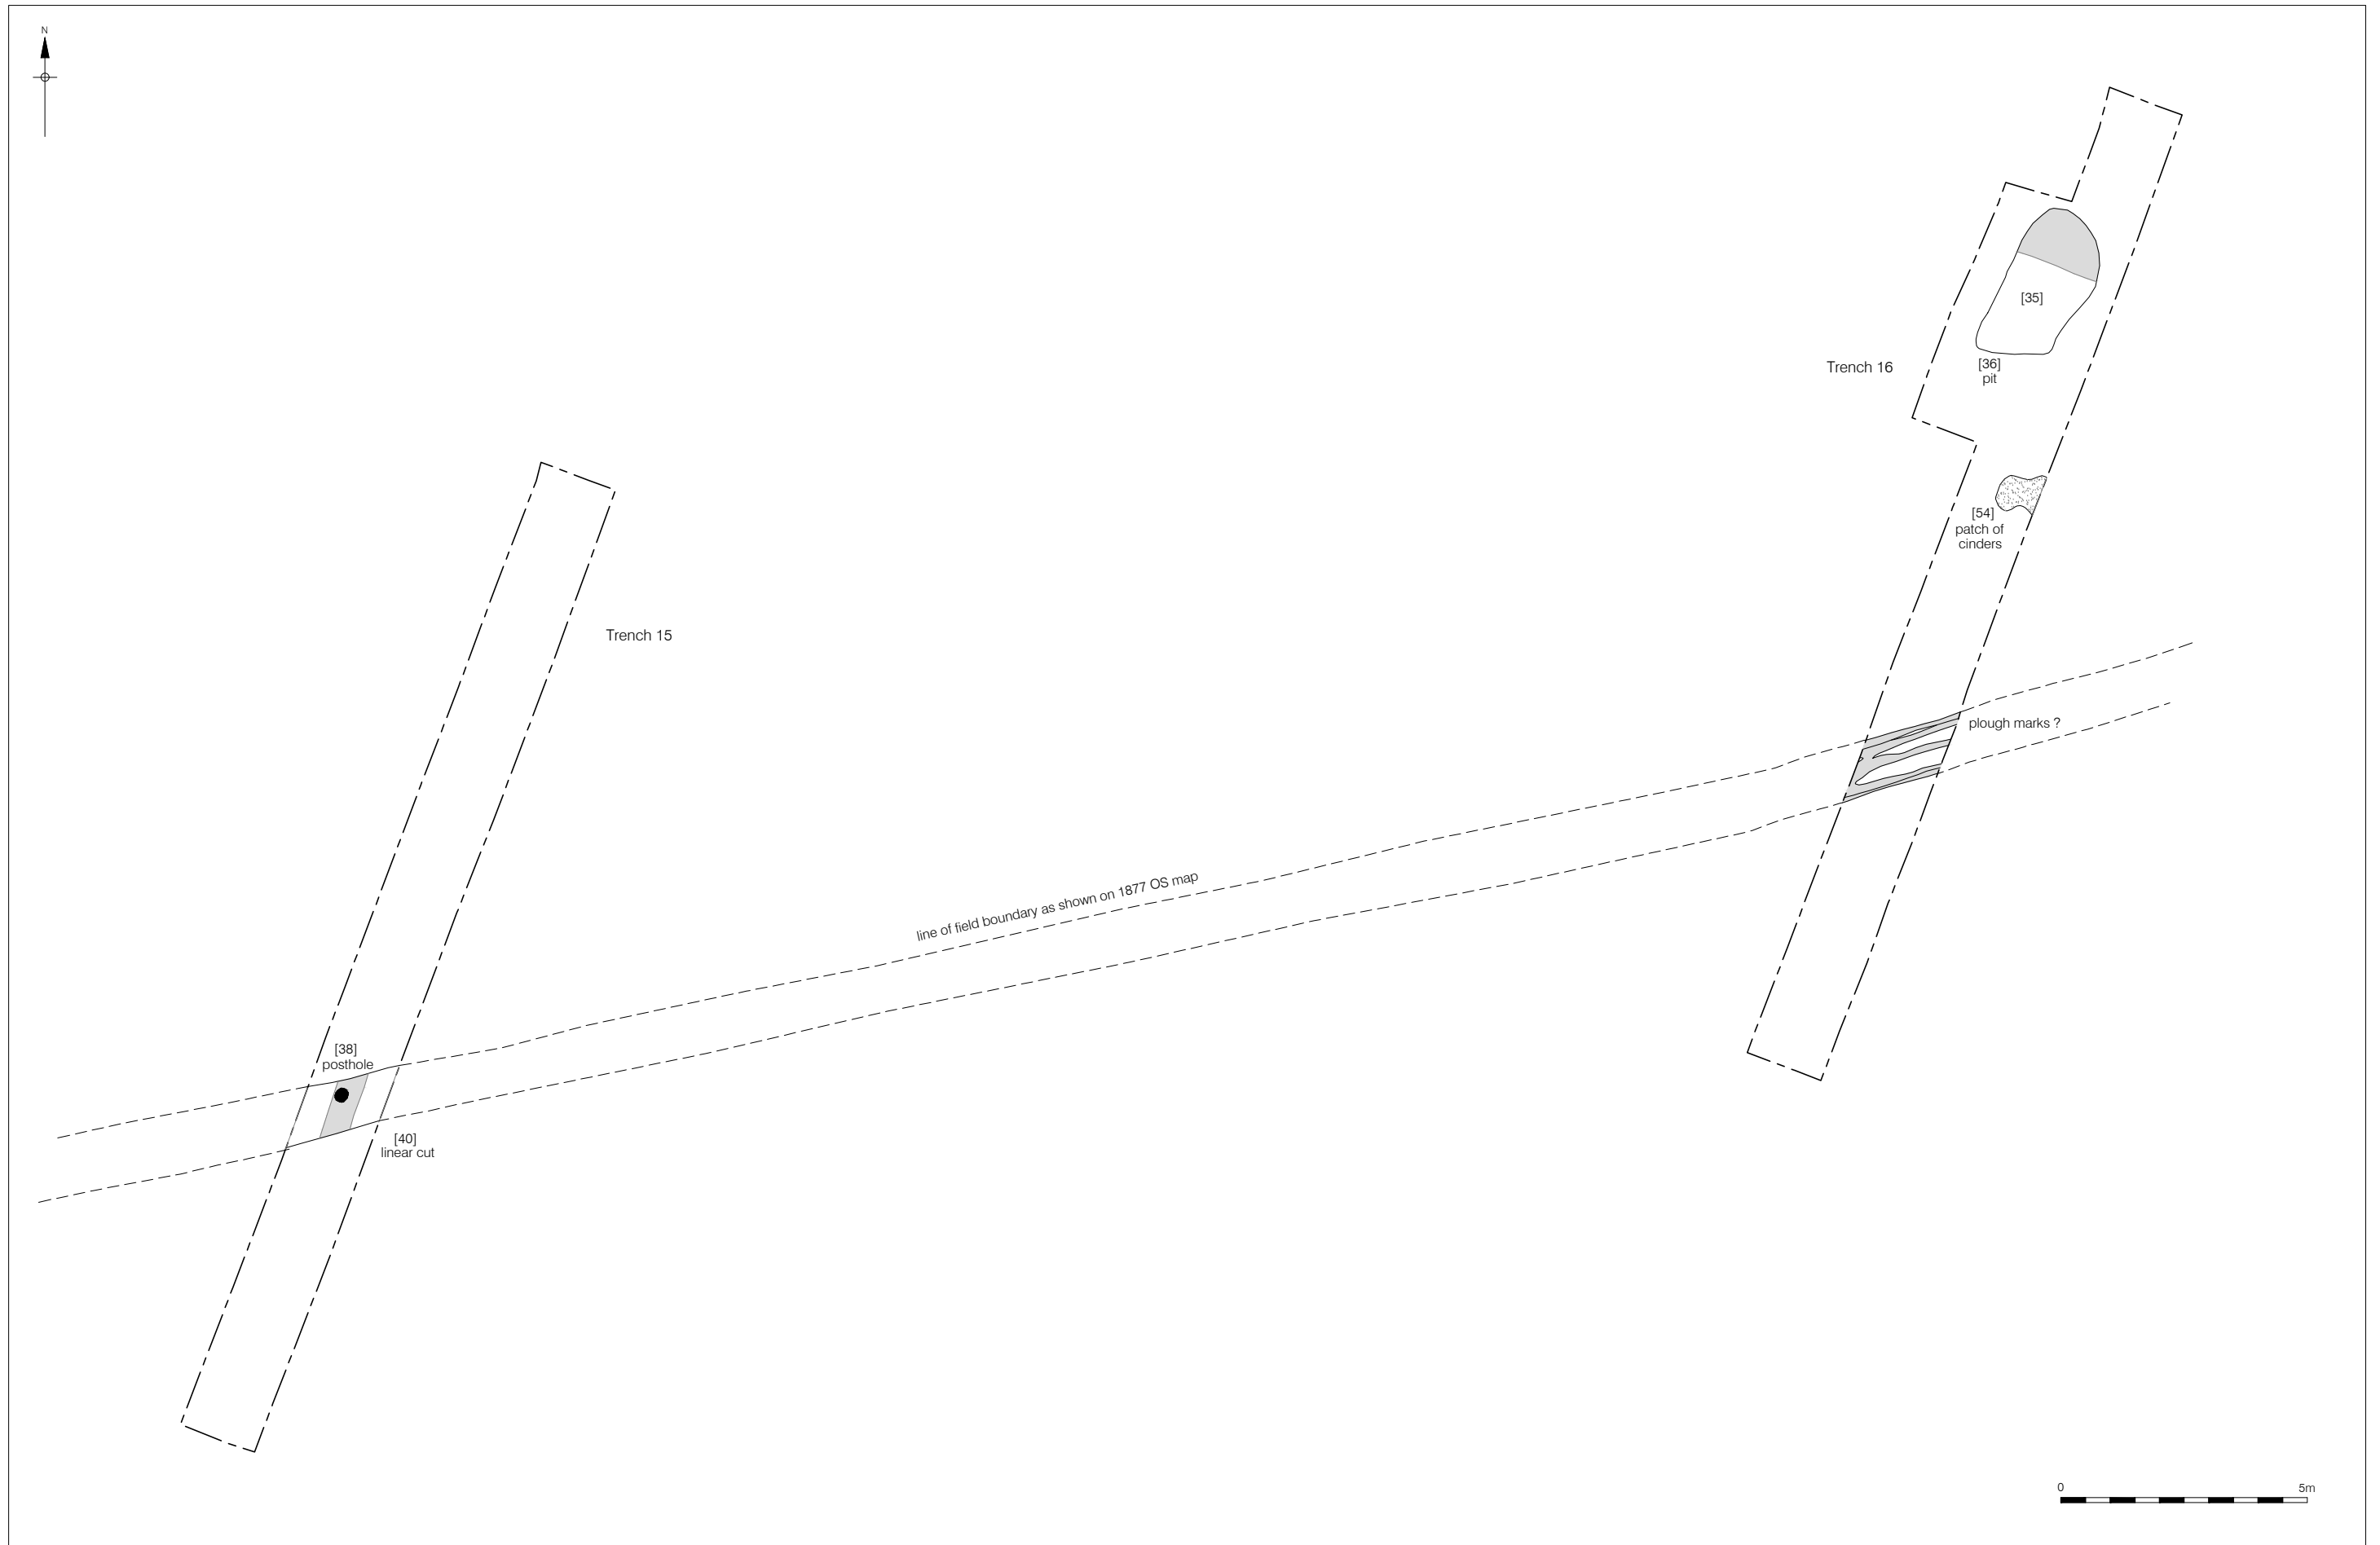 N
[35]
[36]
pit
Trench 16
[54]
patch of
cinders
Trench 15
plough marks ?
line of field boundary as shown on 1877 OS map
[38]
posthole
[40]
linear cut
0 5m